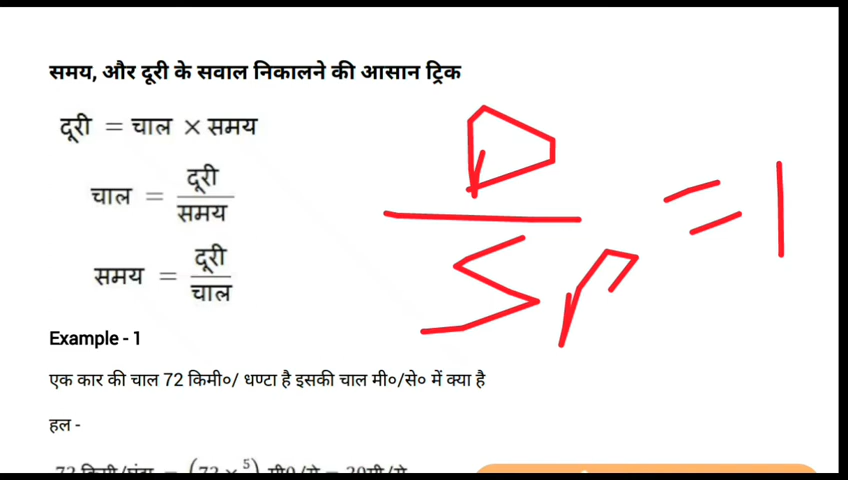 समय, और दूरी के सवाल निकालने की आसान ट्रिक
दूरी = चाल × समय
चाल = दूरी / समय
समय = दूरी / चाल
D / Sp = 1
Example - 1
एक कार की चाल 72 किमी०/ धण्टा है इसकी चाल मी०/से० में क्या है
हल -